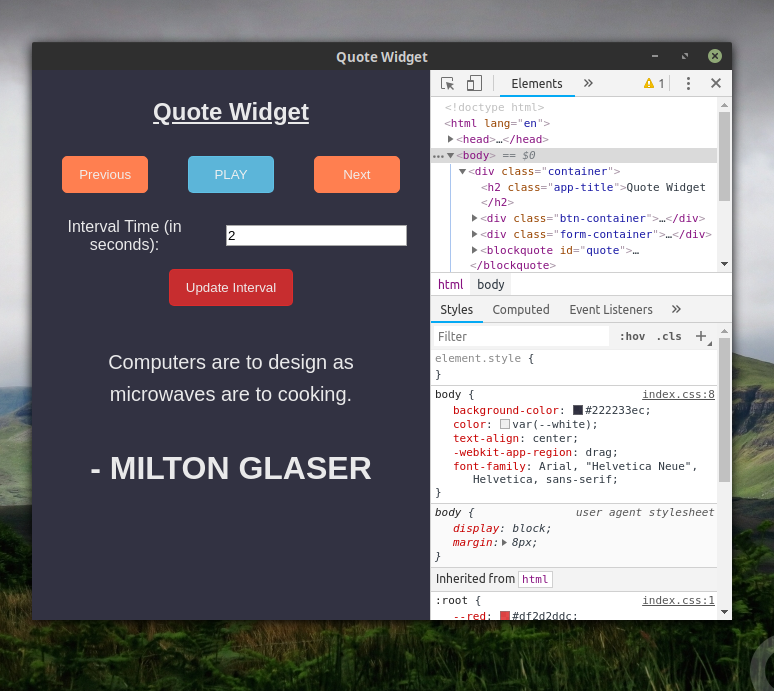 Quote Widget
Quote Widget
Previous
PLAY
Next
Interval Time (in
seconds):
2
Update Interval
Computers are to design as
microwaves are to cooking.
- MILTON GLASER
Elements
»
1
<!doctype html>
<html lang="en">
<head>…</head>
<body> == $0
<div class="container">
<h2 class="app-title">Quote Widget
</h2>
<div class="btn-container">…</div>
<div class="form-container">…</div>
<blockquote id="quote">…
</blockquote>
html body
Styles Computed Event Listeners »
Filter :hov .cls +
element.style {
}
body { index.css:8
background-color: #222233ec;
color: var(--white);
text-align: center;
-webkit-app-region: drag;
font-family: Arial, "Helvetica Neue",
Helvetica, sans-serif;
}
body { user agent stylesheet
display: block;
margin: 8px;
}
Inherited from html
:root { index.css:1
--red: #df2d2ddc;